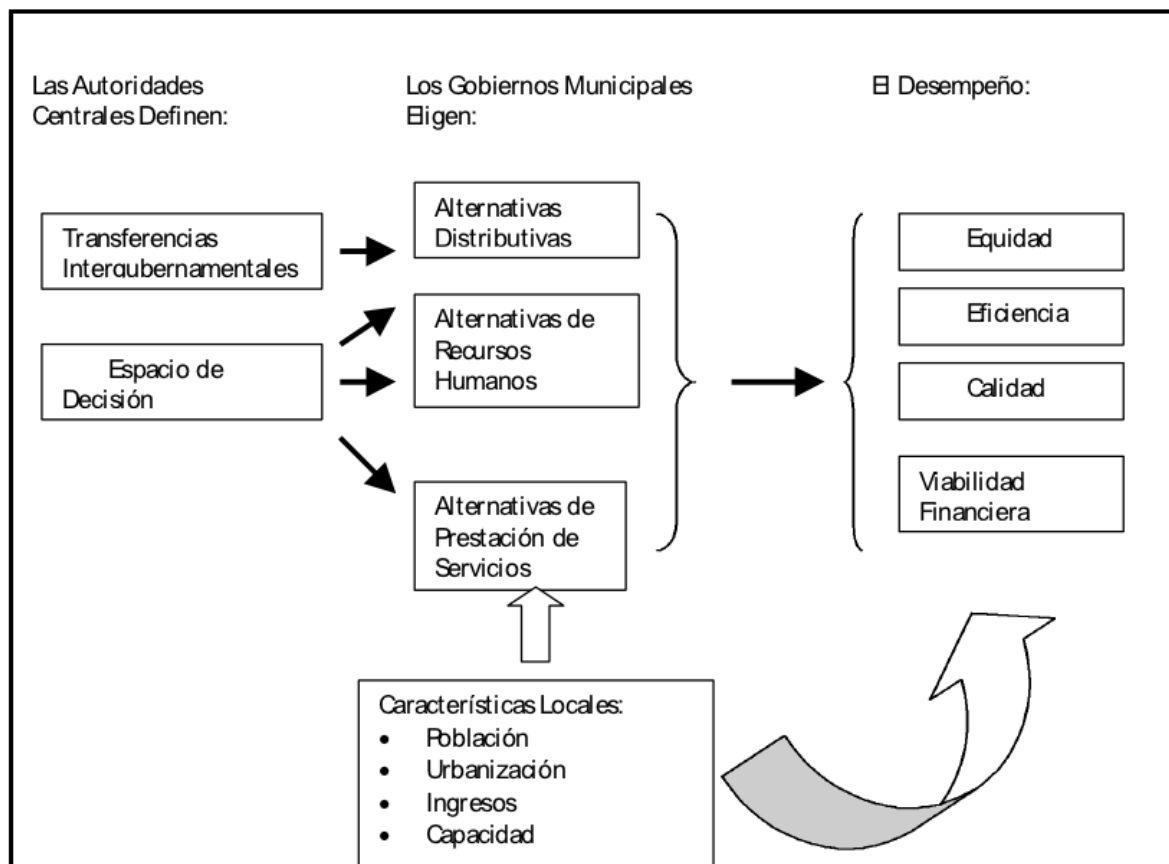 Las Autoridades
Centrales Definen:
Los Gobiernos Municipales
Eligen:
El Desempeño:
Transferencias
Intergubernamentales
Espacio de
Decisión
Alternativas
Distributivas
Alternativas de
Recursos
Humanos
Alternativas de
Prestación de
Servicios
Equidad
Eficiencia
Calidad
Viabilidad
Financiera
Característícas Locales:
• Población
• Urbanización
• Ingresos
• Capacidad